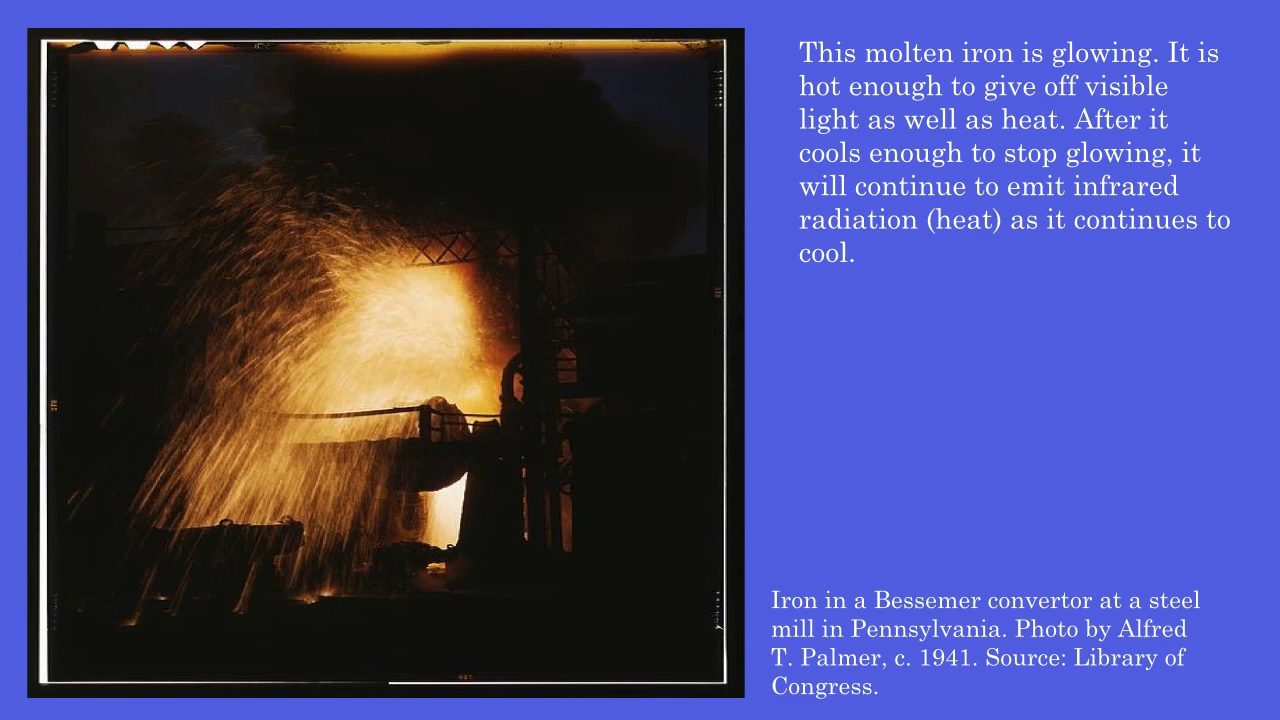 This molten iron is glowing. It is
hot enough to give off visible
light as well as heat. After it
cools enough to stop glowing, it
will continue to emit infrared
radiation (heat) as it continues to
cool.
Iron in a Bessemer convertor at a steel
mill in Pennsylvania. Photo by Alfred
T. Palmer, c. 1941. Source: Library of
Congress.